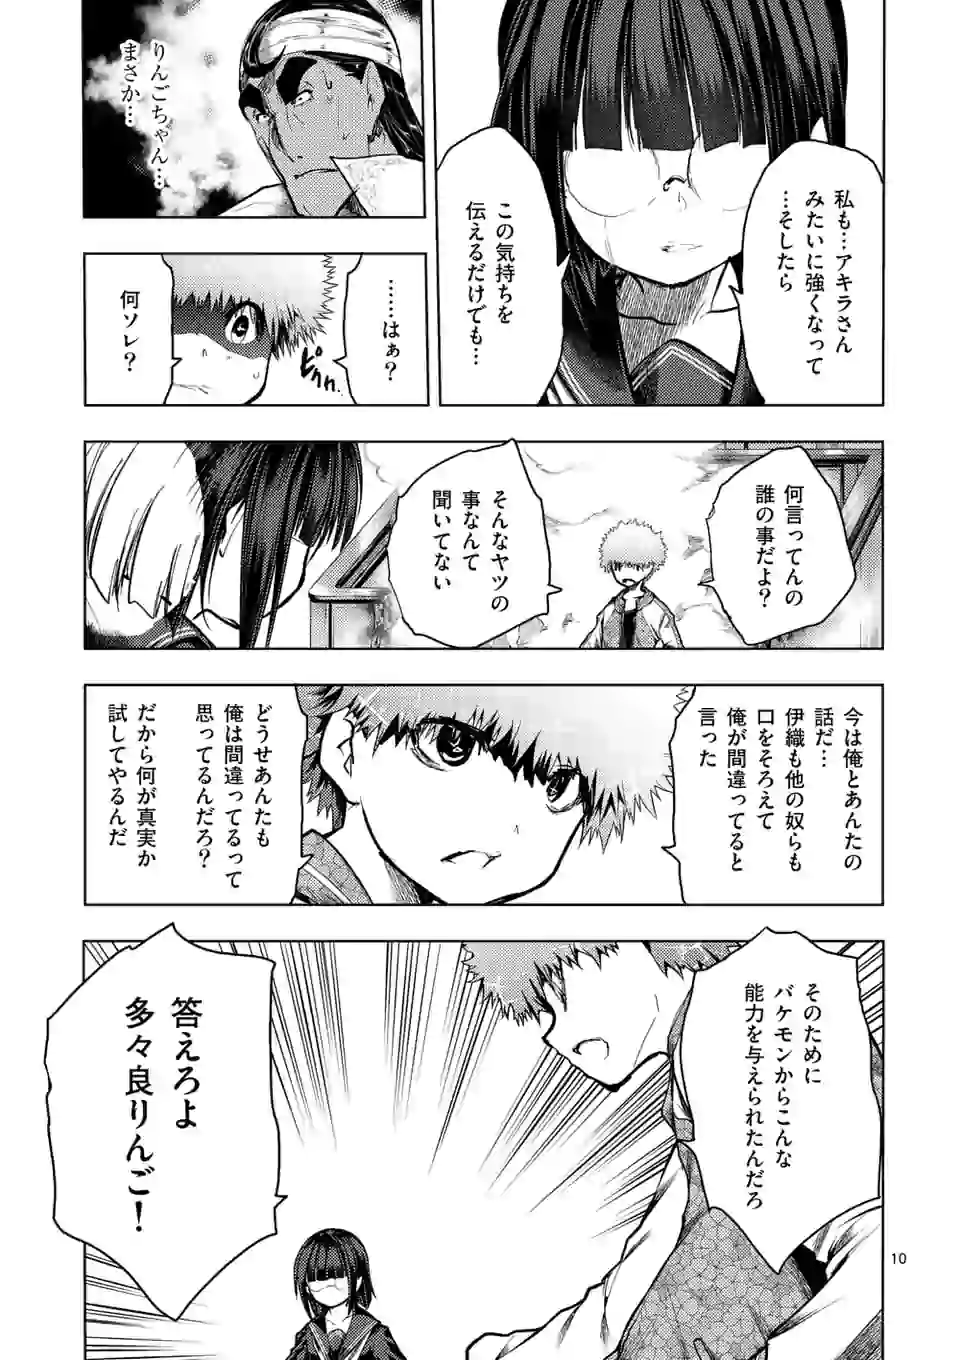 私も…アキラさん
みたいに強くなって
…そしたら
この気持ちを
伝えるだけでも…
りんごちゃん…
まさか…
……はぁ？
ピクッ
何ソレ？
何言ってんの
誰の事だよ？
そんなヤツの
事なんて
聞いてない
今は俺とあんたの
話だ…
伊織も他の奴らも
口をそろえて
俺が間違ってると
言った
どうせあんたも
俺は間違ってるって
思ってるんだろ？
だから何が真実か
試してやるんだ
そのために
バケモンからこんな
能力を与えられたんだろ
答えろよ
多々良りんご！
10